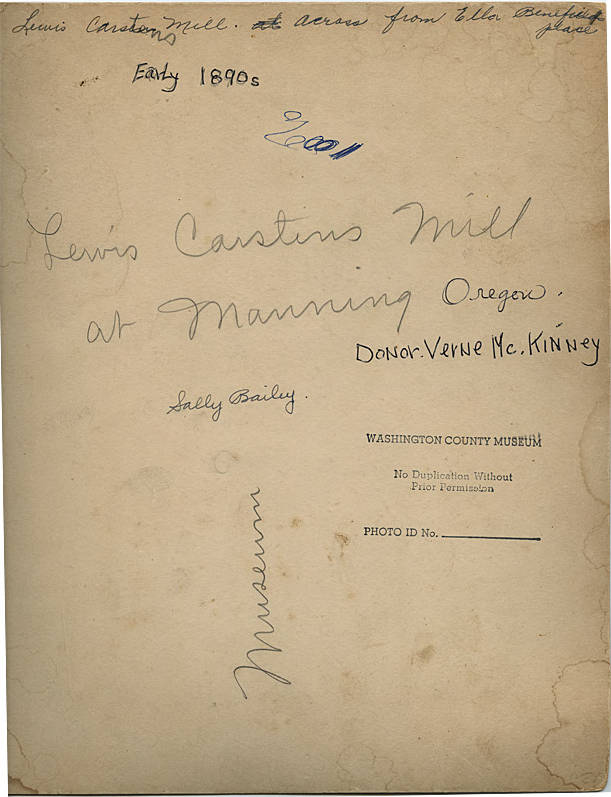 Lewis Carstens Mill. at across from Ella Benefiel
place
Early 1890s
Lewis Carstens Mill
at Manning Oregon.
Donor. Verne Mc. Kinney
Sally Bailey.
WASHINGTON COUNTY MUSEUM
No Duplication Without
Prior Permission
PHOTO ID No.
Museum